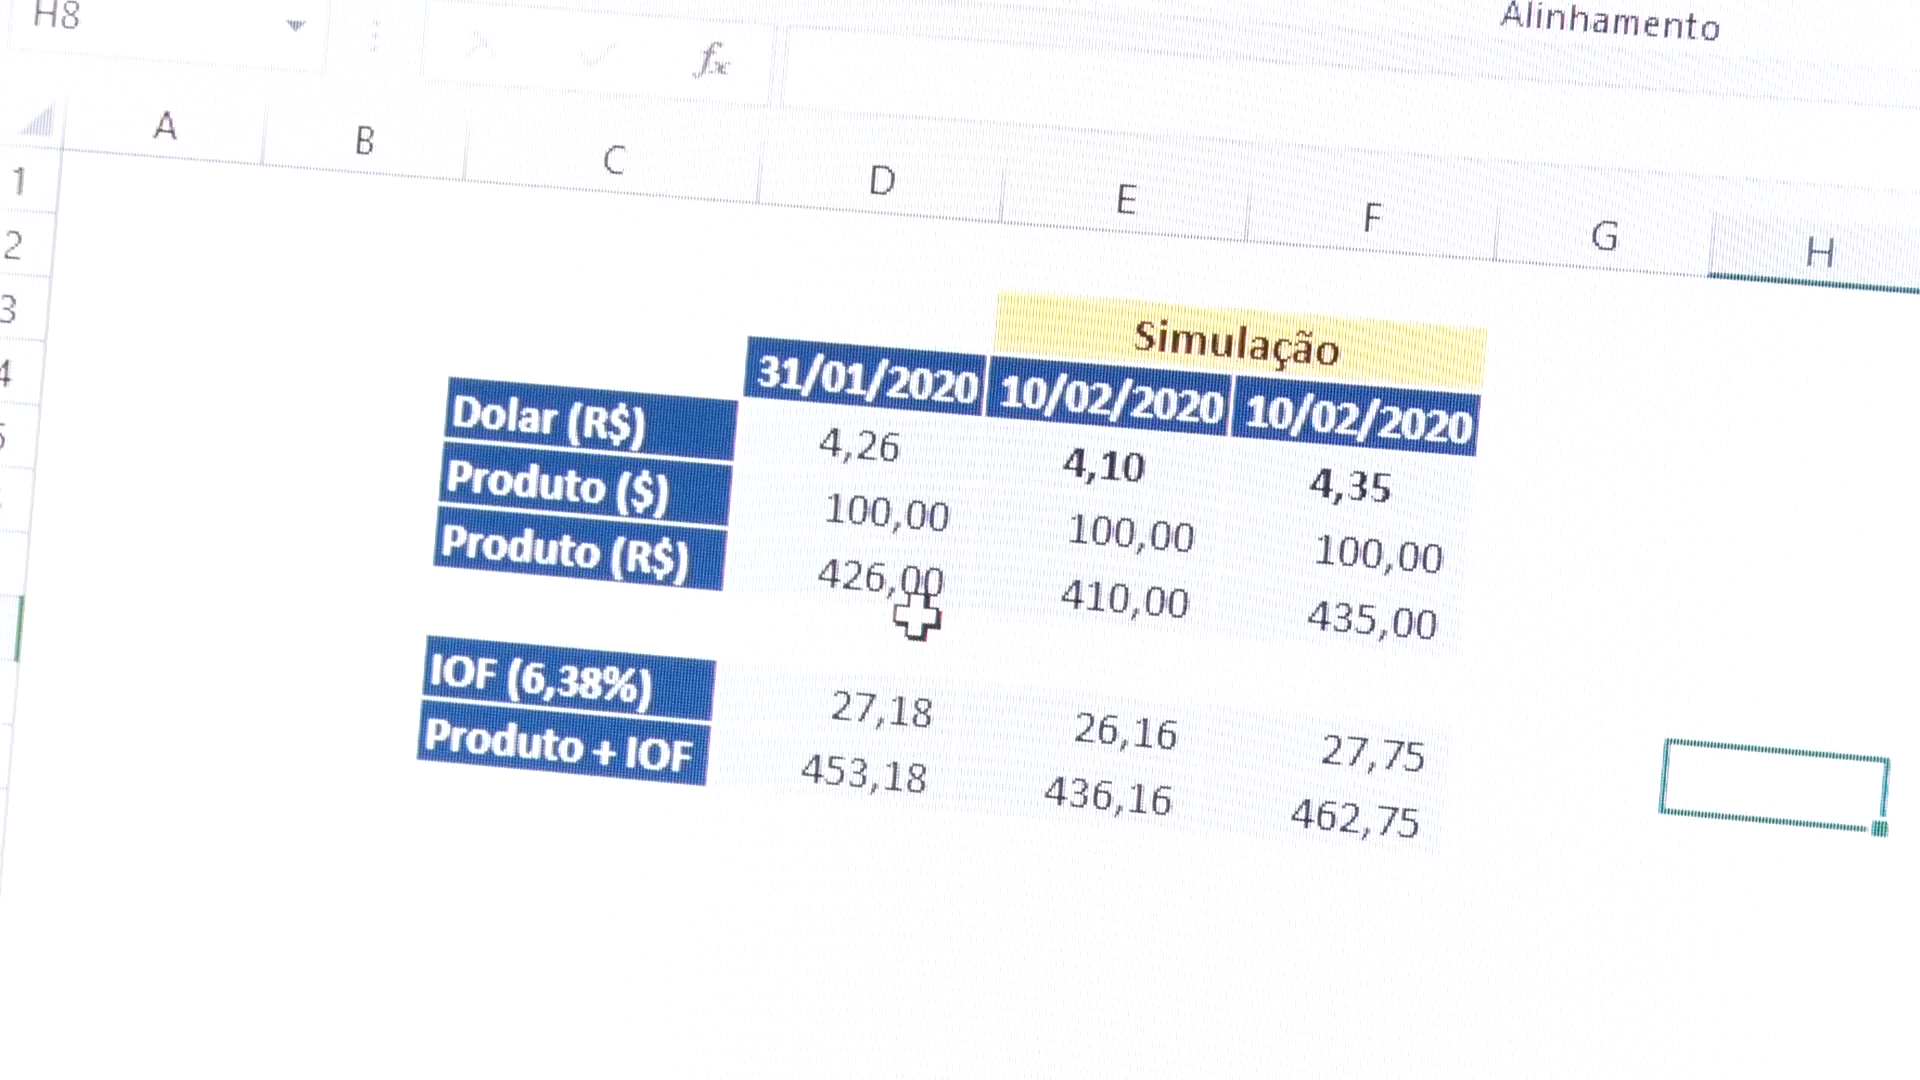 Alinhamento
H8
fx
A B C D E F G H
1
2
3
4
5
Simulação
31/01/2020 10/02/2020 10/02/2020
Dolar (R$) 4,26 4,10 4,35
Produto ($) 100,00 100,00 100,00
Produto (R$) 426,00 410,00 435,00
IOF (6,38%) 27,18 26,16 27,75
Produto + IOF 453,18 436,16 462,75